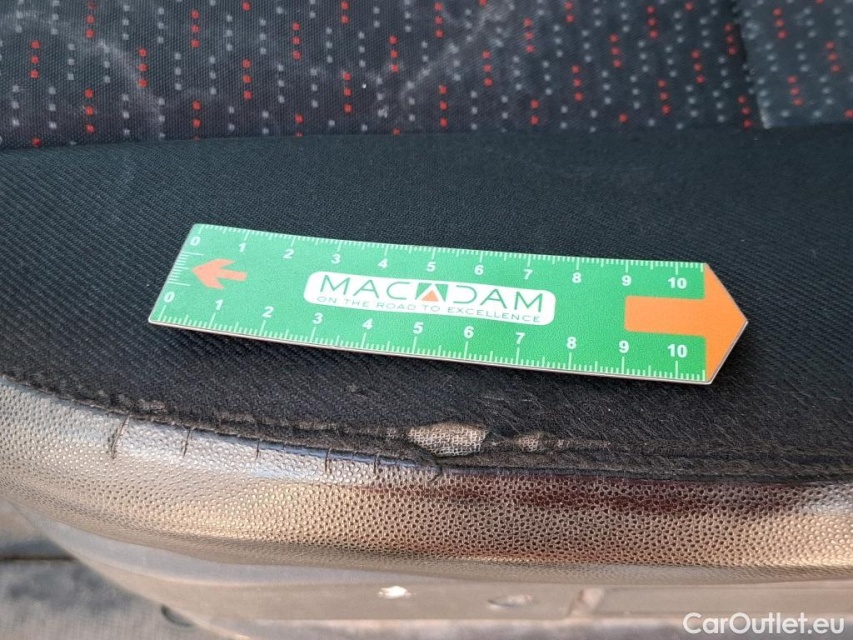 0 1 2 3 4 5 6 7 8 9 10
MACADAM
ON THE ROAD TO EXCELLENCE
0 1 2 3 4 5 6 7 8 9 10
CarOutlet.eu